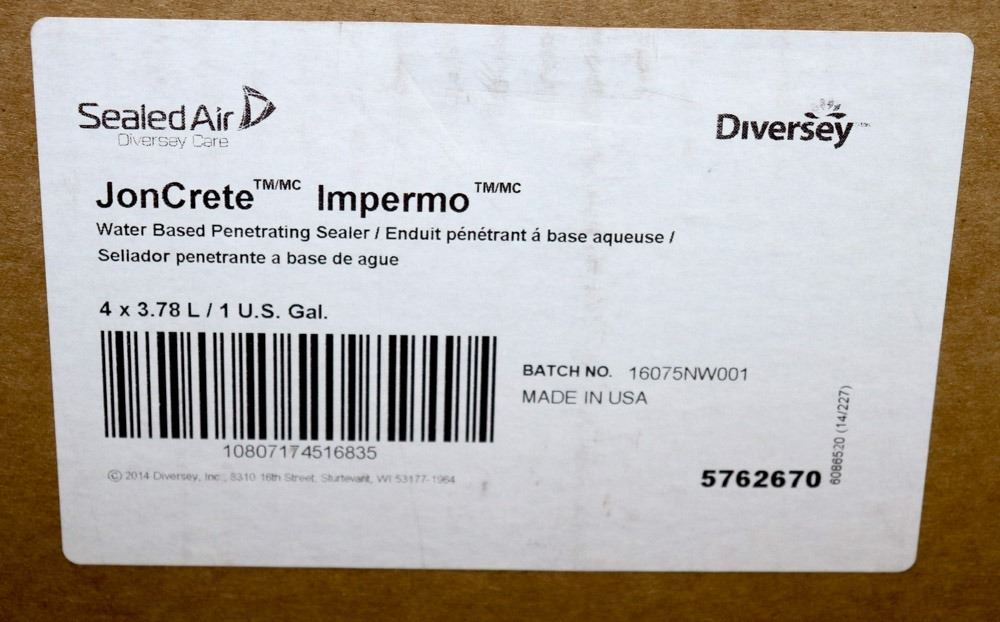 Sealed Air
Diversey Care
Diversey™
JonCrete™/MC Impermo™/MC
Water Based Penetrating Sealer / Enduit pénétrant á base aqueuse /
Sellador penetrante a base de ague
4 x 3.78 L / 1 U.S. Gal.
10807174516835
BATCH NO. 16075NW001
MADE IN USA
© 2014 Diversey, Inc., 8310 16th Street, Sturtevant, WI 53177-1964
5762670
6086520 (14/227)